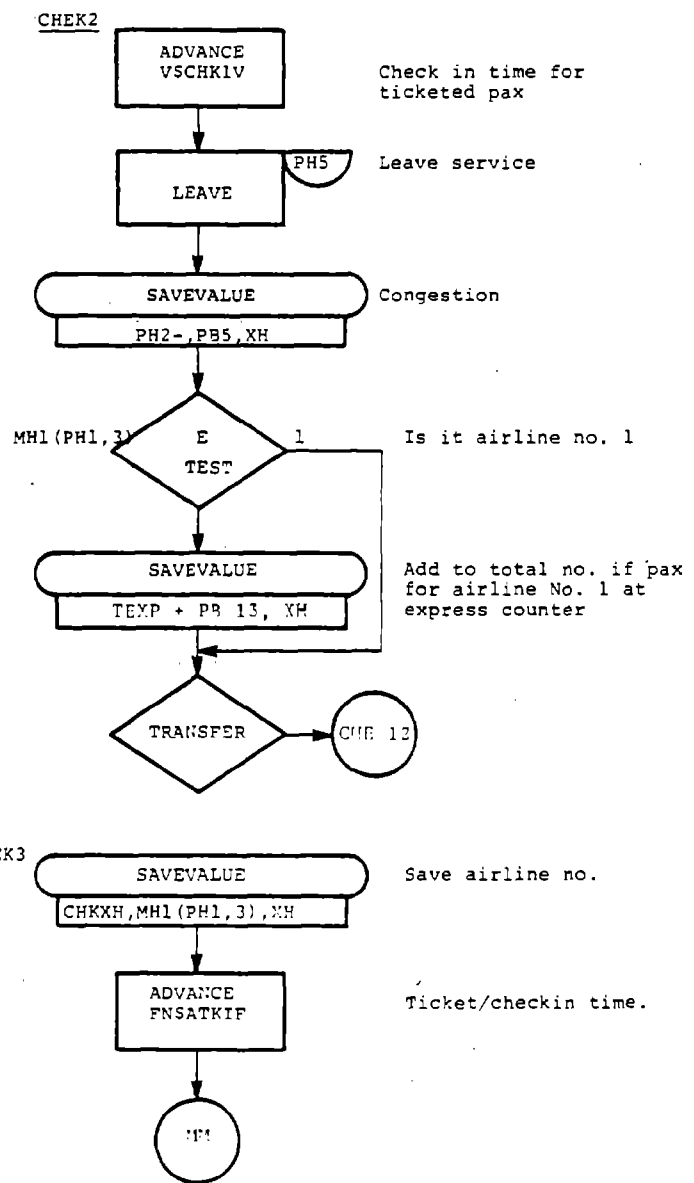 CHEK2
ADVANCE
VSCHK1V
Check in time for
ticketed pax
LEAVE
PH5
Leave service
SAVEVALUE
PH2-,PB5,XH
Congestion
MH1(PH1,3)
E
TEST
1
Is it airline no. 1
SAVEVALUE
TEXP + PB 13, XH
Add to total no. if pax
for airline No. 1 at
express counter
TRANSFER
CHE 12
EK3
SAVEVALUE
CHKXH,MH1(PH1,3),XH
Save airline no.
ADVANCE
FNSATKIF
Ticket/checkin time.